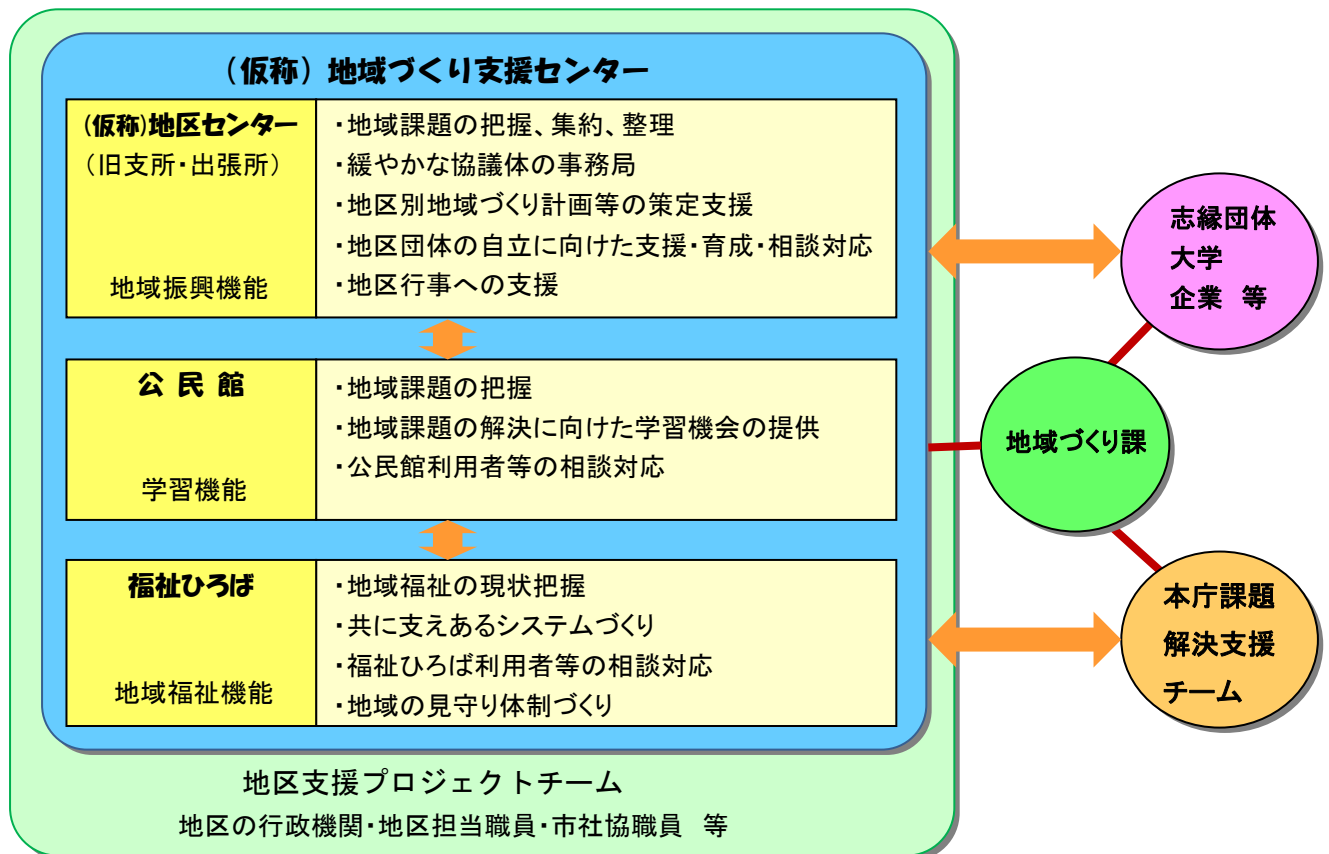 （仮称）地域づくり支援センター
(仮称)地区センター
（旧支所・出張所）
地域振興機能
・地域課題の把握、集約、整理
・緩やかな協議体の事務局
・地区別地域づくり計画等の策定支援
・地区団体の自立に向けた支援・育成・相談対応
・地区行事への支援
公 民 館
学習機能
・地域課題の把握
・地域課題の解決に向けた学習機会の提供
・公民館利用者等の相談対応
福祉ひろば
地域福祉機能
・地域福祉の現状把握
・共に支えあるシステムづくり
・福祉ひろば利用者等の相談対応
・地域の見守り体制づくり
地区支援プロジェクトチーム
地区の行政機関・地区担当職員・市社協職員　等
志縁団体
大学
企業　等
地域づくり課
本庁課題
解決支援
チーム